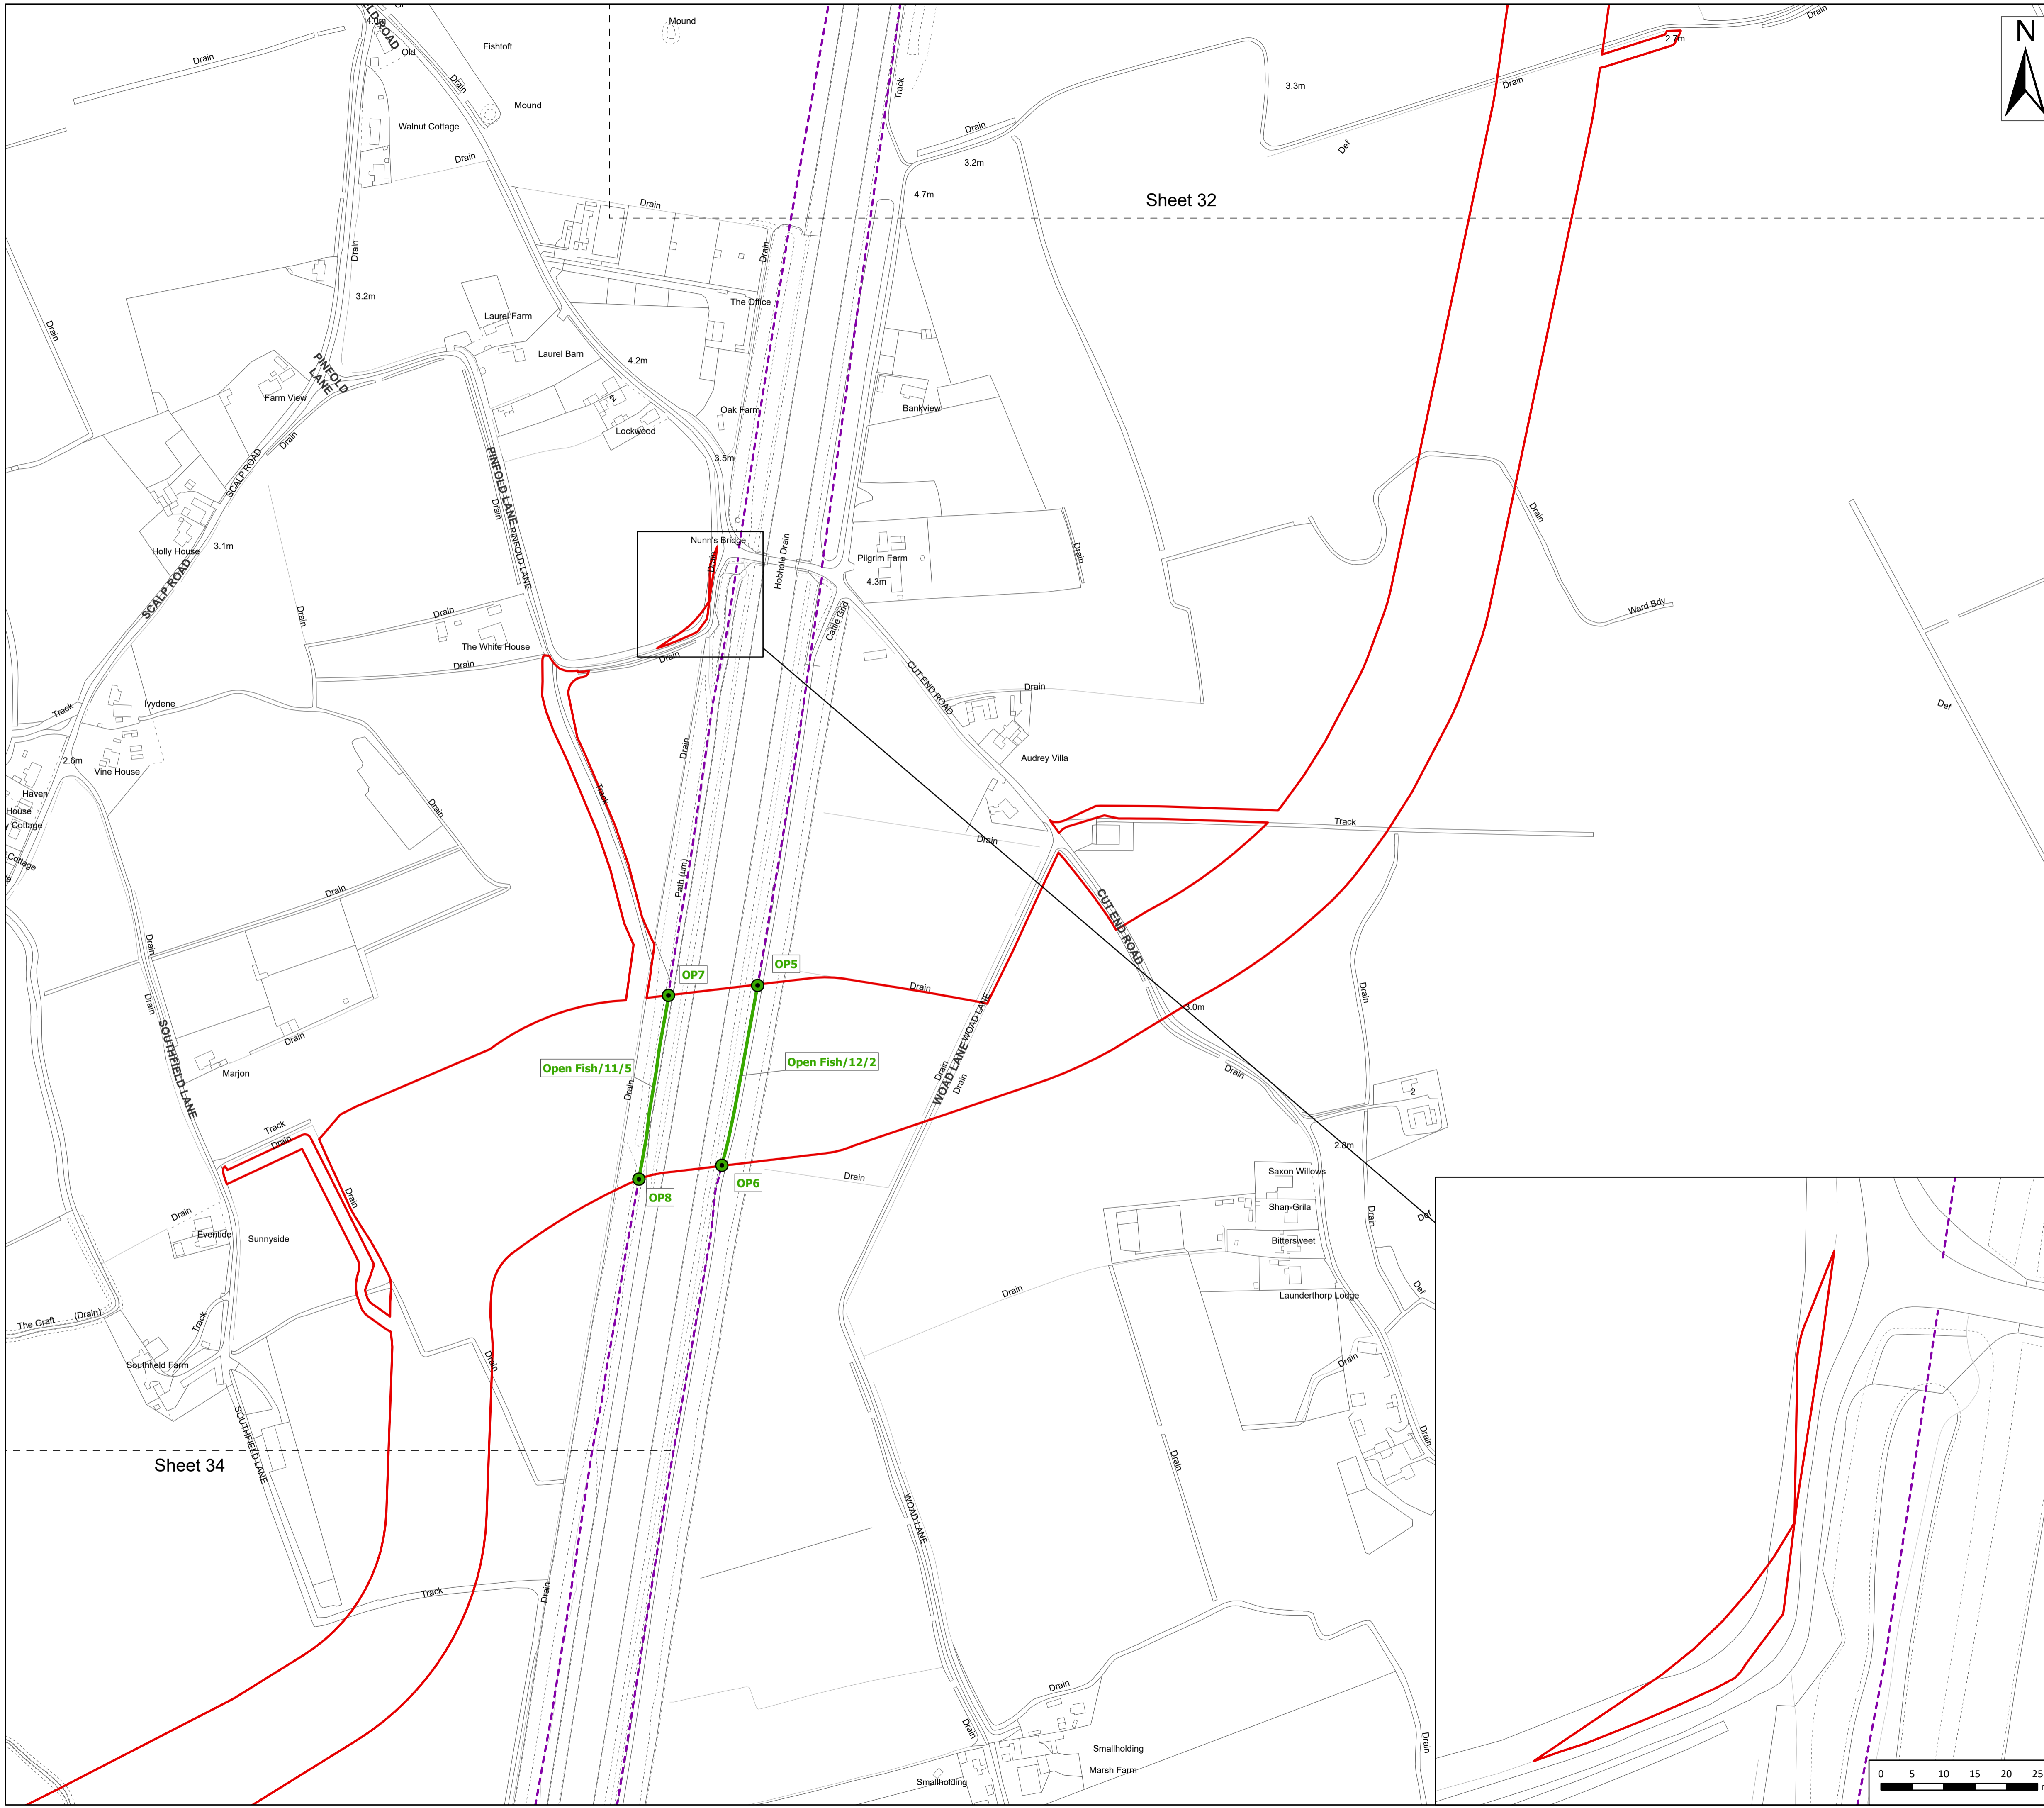 Mound
Drain
4.0m
Old
Fishtoft
Drain
Mound
Walnut Cottage
Drain
Drain
Track
Drain
3.2m
4.7m
3.3m
Def
Drain
Drain
2.7m
N
Sheet 32
Drain
Drain
3.2m
Drain
The Office
Laurel Farm
Laurel Barn
4.2m
PINFOLD
LANE
Farm View
Drain
Drain
SCALP ROAD
2
Lockwood
Oak Farm
Bankview
3.5m
PINFOLD LANE
Drain
PINFOLD LANE
Holly House
3.1m
SCALP ROAD
Nunn's Bridge
Drain
Hobhole Drain
Pilgrim Farm
4.3m
Drain
Drain
Ward Bdy
Drain
Drain
The White House
Drain
Drain
Cattle Grid
CUT END ROAD
Drain
Def
Track
Ivydene
2.6m
Vine House
Drain
Audrey Villa
Haven
House
Cottage
Cottage
Drain
Track
Drain
Track
Path (um)
Drain
Drain
CUT END ROAD
Drain
OP7
OP5
Drain
Drain
3.0m
WOAD LANE
SOUTHFIELD LANE
Drain
Marjon
Open Fish/11/5
Open Fish/12/2
Drain
Drain
WOAD LANE
Drain
Drain
2
Track
Drain
2.8m
Drain
OP8
OP6
Drain
Saxon Willows
Shan-Grila
Bittersweet
Drain
Def
Drain
Eventide
Sunnyside
Drain
Def
Launderthorp Lodge
The Graft
(Drain)
Track
Southfield Farm
Drain
Drain
SOUTHFIELD LANE
Drain
Drain
Sheet 34
WOAD LANE
Track
Drain
Drain
Drain
Drain
Smallholding
Marsh Farm
Smallholding
0 5 10 15 20 25